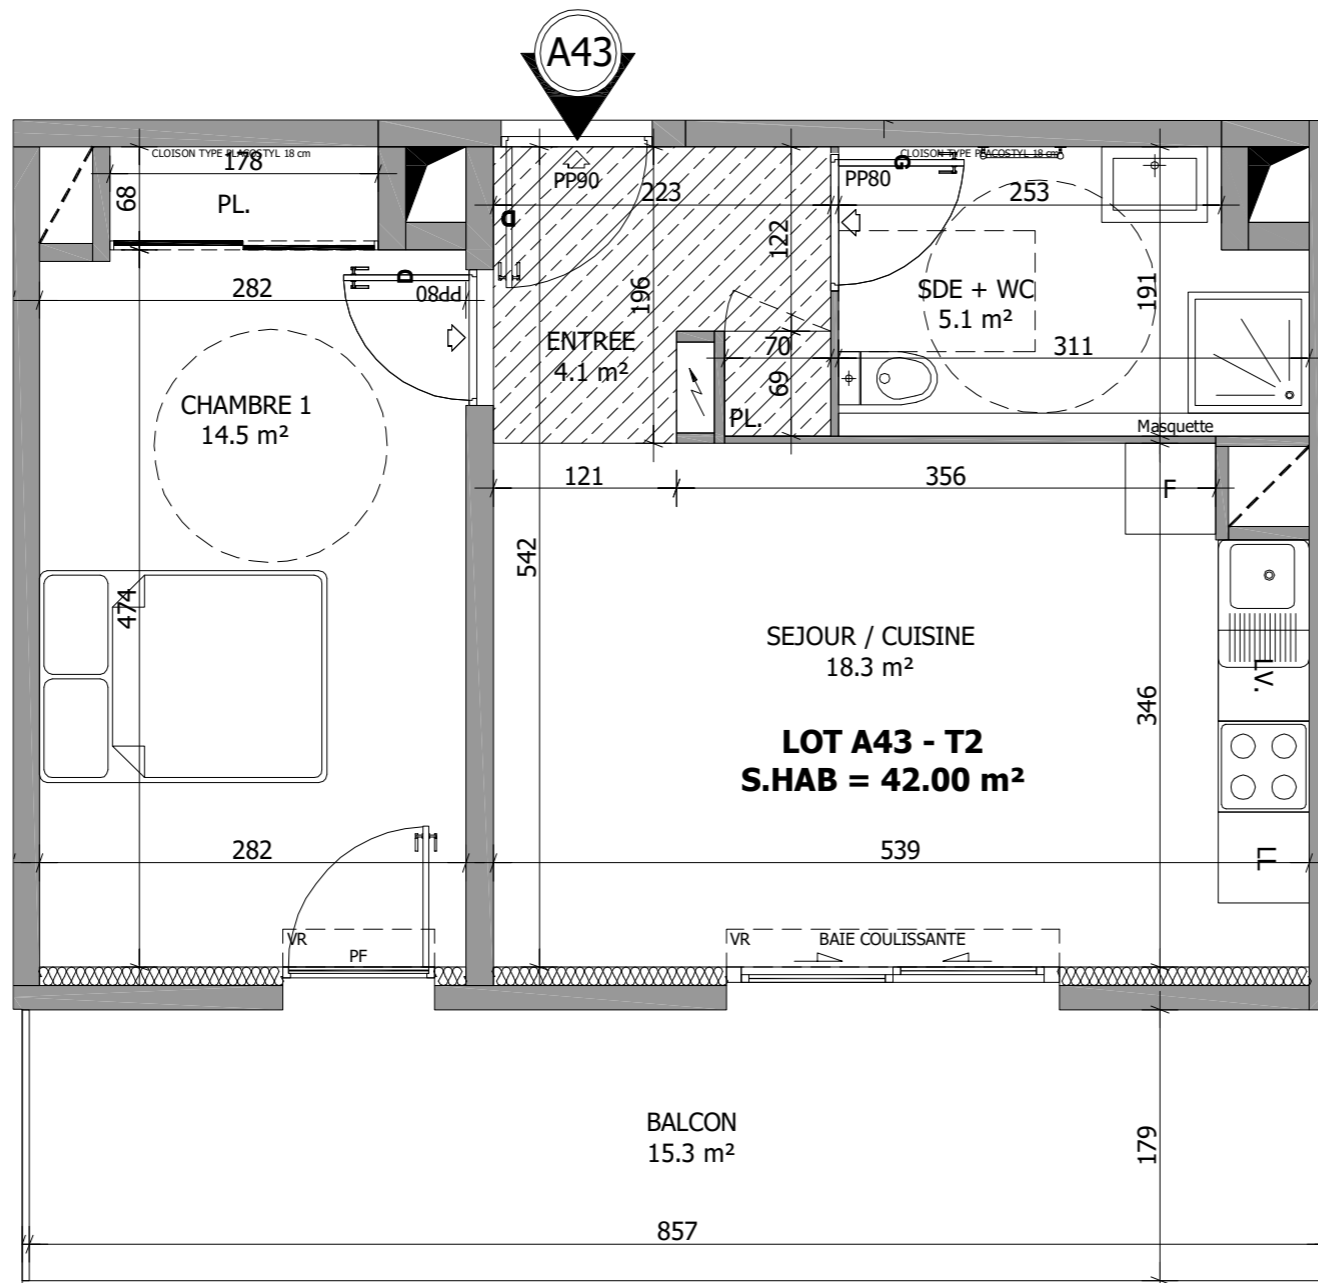 A43
CLOISON TYPE PLACOSTYL 18 cm
178
68
PL.
PP90
223
D
CLOISON TYPE PLACOSTYL 18 cm
G
PP80
253
122
196
191
282
D
PP80
SDE + WC
5.1 m²
ENTREE
4.1 m²
70
69
311
PL.
CHAMBRE 1
14.5 m²
Masquette
121
356
F
542
474
SEJOUR / CUISINE
18.3 m²
LV.
346
LOT A43 - T2
S.HAB = 42.00 m²
282
539
LL
VR
PF
VR
BAIE COULISSANTE
BALCON
15.3 m²
179
857